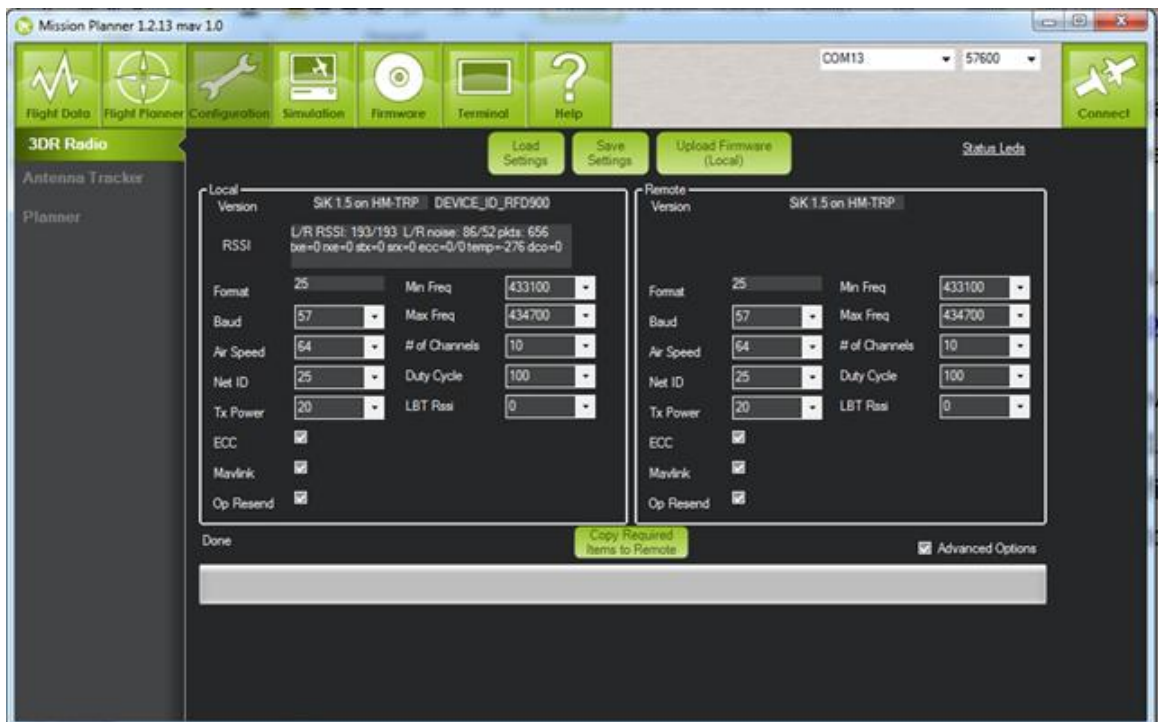 Mission Planner 1.2.13 mav 1.0
COM13 57600
Flight Data Flight Planner Configuration Simulation Firmware Terminal Help Connect
3DR Radio
Antenna Tracker
Planner
Load Settings
Save Settings
Upload Firmware (Local)
Status Leds
Local
Version SiK 1.5 on HM-TRP DEVICE_ID_RFD900
RSSI
L/R RSSI: 193/193 L/R noise: 86/52 pkts: 656
txe=0 rxe=0 stx=0 srx=0 ecc=0/0 temp=-276 dco=0
Format 25 Min Freq 433100
Baud 57 Max Freq 434700
Air Speed 64 # of Channels 10
Net ID 25 Duty Cycle 100
Tx Power 20 LBT Rssi 0
ECC
Mavlink
Op Resend
Remote
Version SiK 1.5 on HM-TRP
Format 25 Min Freq 433100
Baud 57 Max Freq 434700
Air Speed 64 # of Channels 10
Net ID 25 Duty Cycle 100
Tx Power 20 LBT Rssi 0
ECC
Mavlink
Op Resend
Done
Copy Required
Items to Remote
Advanced Options